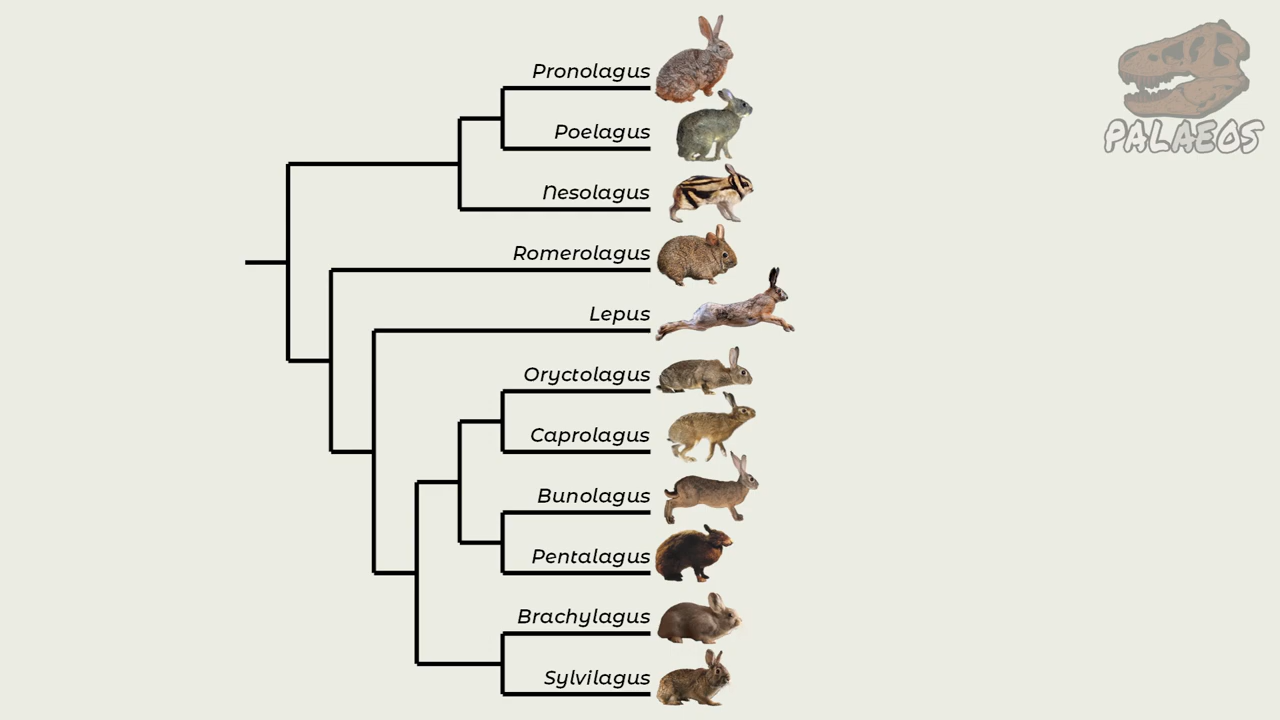 Pronolagus
Poelagus
Nesolagus
Romerolagus
Lepus
Oryctolagus
Caprolagus
Bunolagus
Pentalagus
Brachylagus
Sylvilagus
PALAEOS